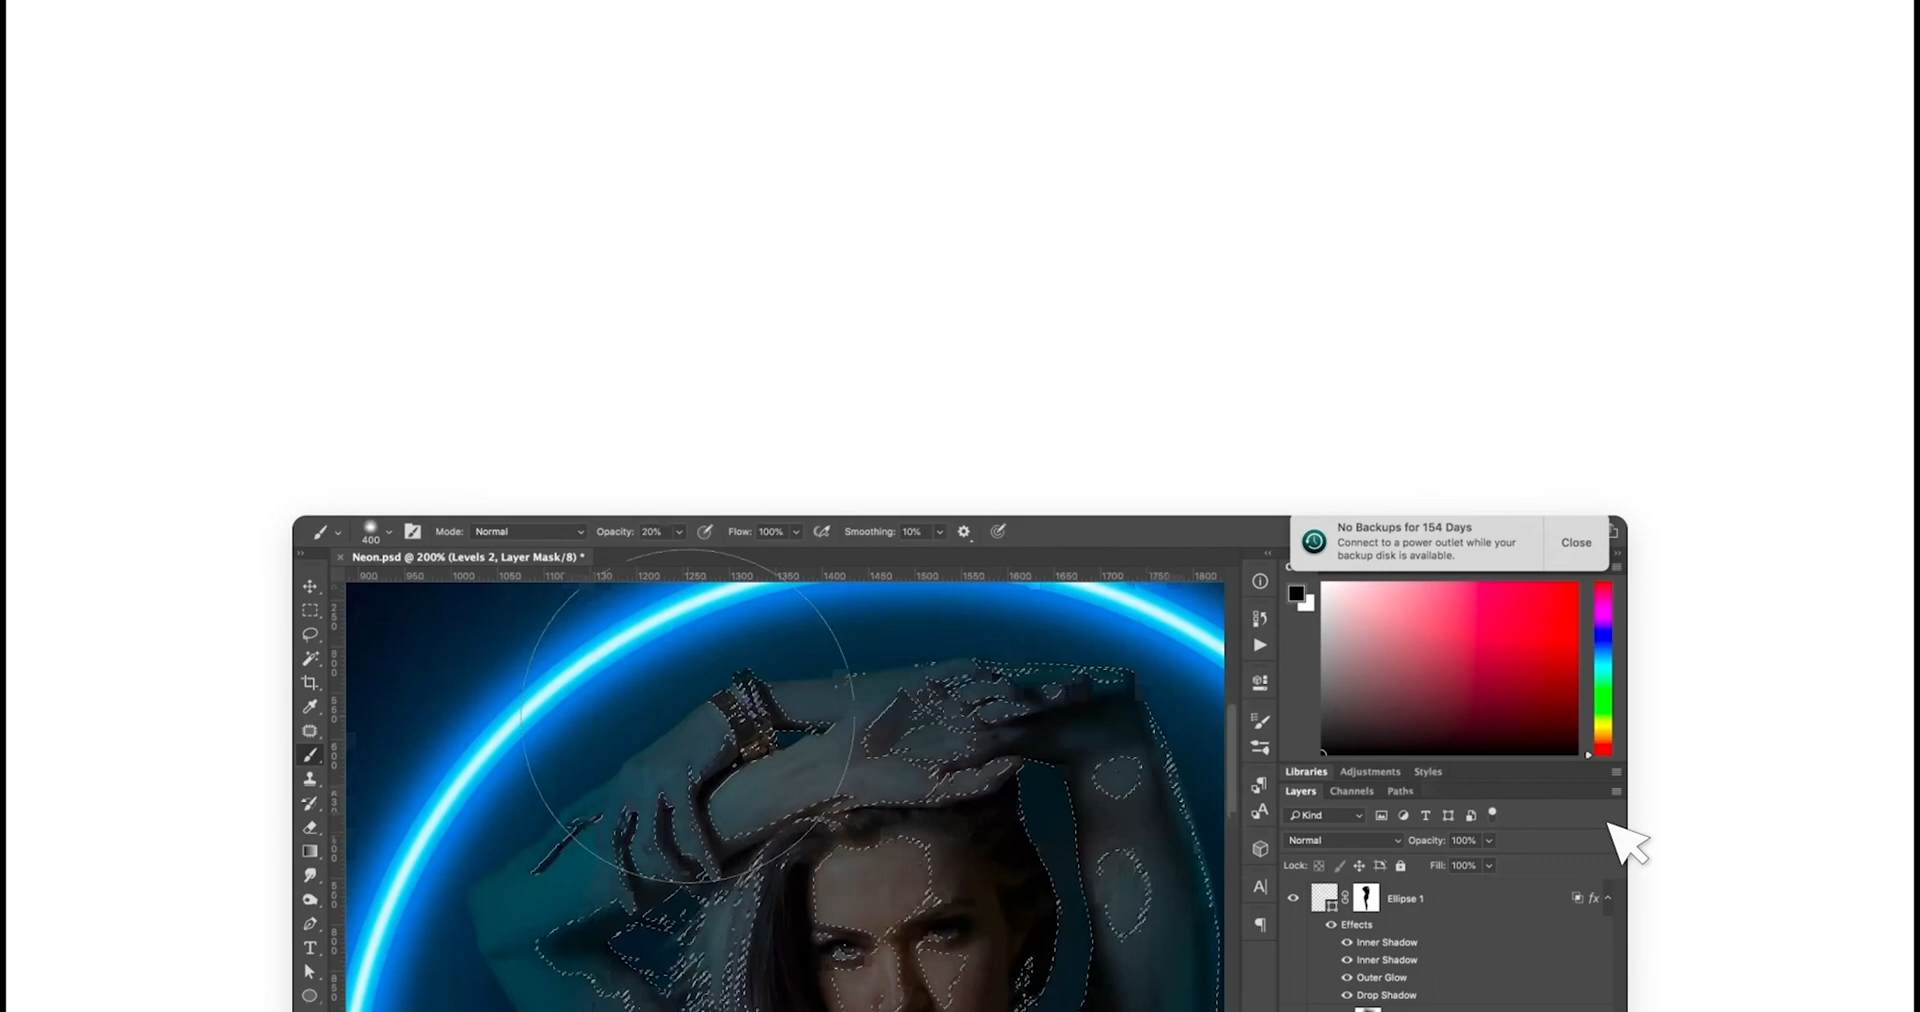 Mode: Normal Opacity: 20% Flow: 100% Smoothing: 10%
400
No Backups for 154 Days
Connect to a power outlet while your
backup disk is available.
Close
Neon.psd @ 200% (Levels 2, Layer Mask/8) *
900 950 1000 1050 1200 1250 1300 1350 1400 1450 1500 1550 1600 1650 1700 1750 1800
Libraries Adjustments Styles
Layers Channels Paths
Kind
Normal Opacity: 100%
Lock: Fill: 100%
Ellipse 1 fx
Effects
Inner Shadow
Inner Shadow
Outer Glow
Drop Shadow